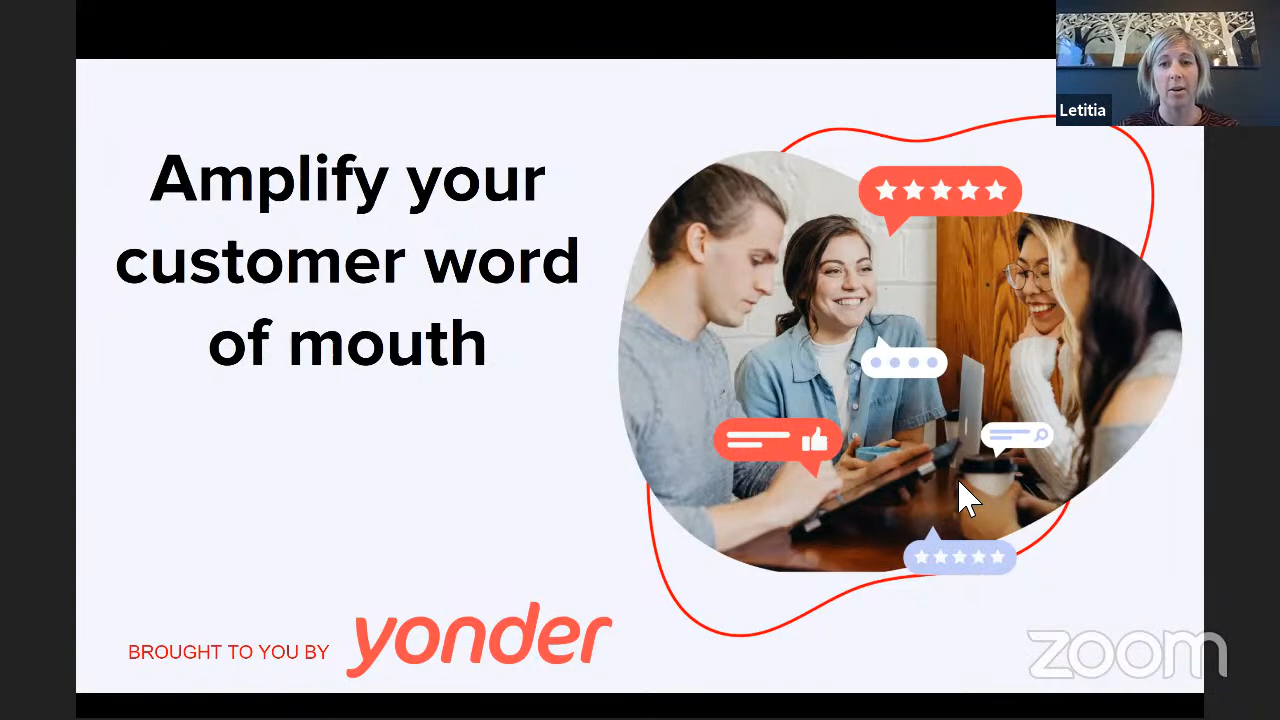 Letitia
Amplify your
customer word
of mouth
BROUGHT TO YOU BY yonder
zoom